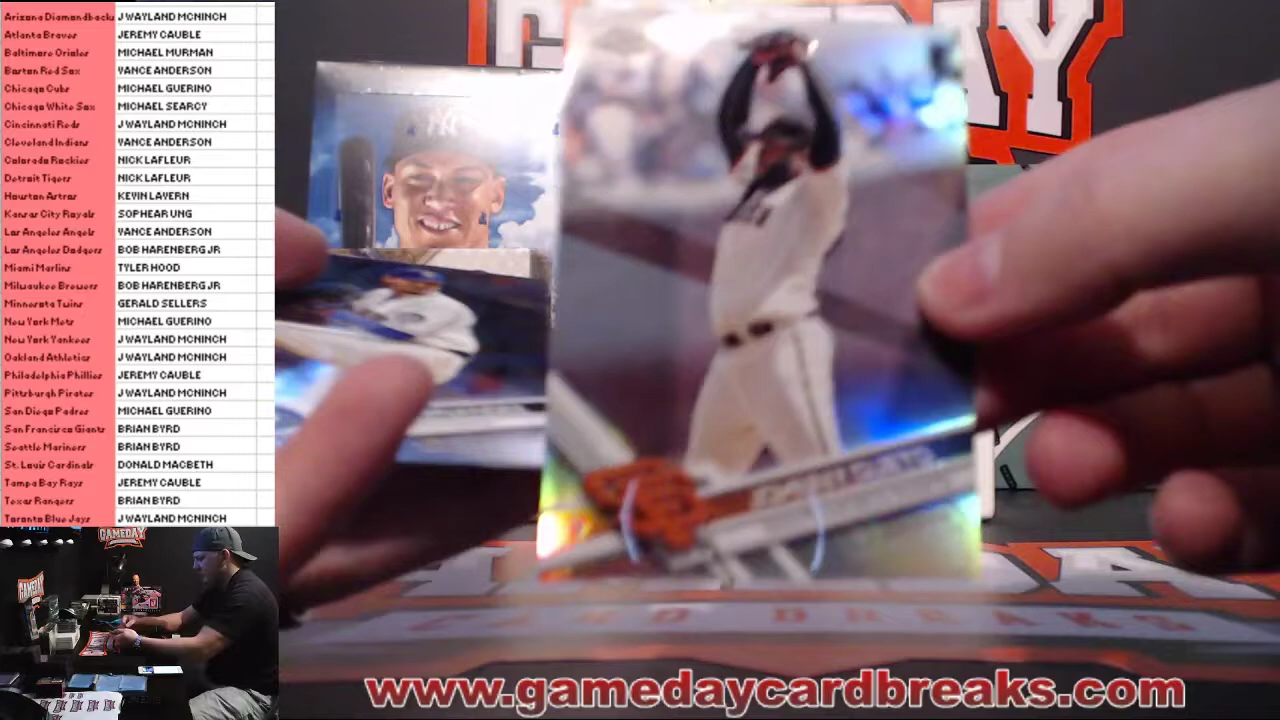 Arizona Diamondbacks J WAYLAND MCNINCH
Atlanta Braves JEREMY CAUBLE
Baltimore Orioles MICHAEL MURMAN
Boston Red Sox VANCE ANDERSON
Chicago Cubs MICHAEL GUERINO
Chicago White Sox MICHAEL SEARCY
Cincinnati Reds J WAYLAND MCNINCH
Cleveland Indians VANCE ANDERSON
Colorado Rockies NICK LAFLEUR
Detroit Tigers NICK LAFLEUR
Houston Astros KEVIN LAVERN
Kansas City Royals SOPHEAR UNG
Los Angeles Angels VANCE ANDERSON
Los Angeles Dodgers BOB HARENBERG JR
Miami Marlins TYLER HOOD
Milwaukee Brewers BOB HARENBERG JR
Minnesota Twins GERALD SELLERS
New York Mets MICHAEL GUERINO
New York Yankees J WAYLAND MCNINCH
Oakland Athletics J WAYLAND MCNINCH
Philadelphia Phillies JEREMY CAUBLE
Pittsburgh Pirates J WAYLAND MCNINCH
San Diego Padres MICHAEL GUERINO
San Francisco Giants BRIAN BYRD
Seattle Mariners BRIAN BYRD
St. Louis Cardinals DONALD MACBETH
Tampa Bay Rays JEREMY CAUBLE
Texas Rangers BRIAN BYRD
Toronto Blue Jays J WAYLAND MCNINCH
GAMEDAY
CARD BREAKS
www.gamedaycardbreaks.com